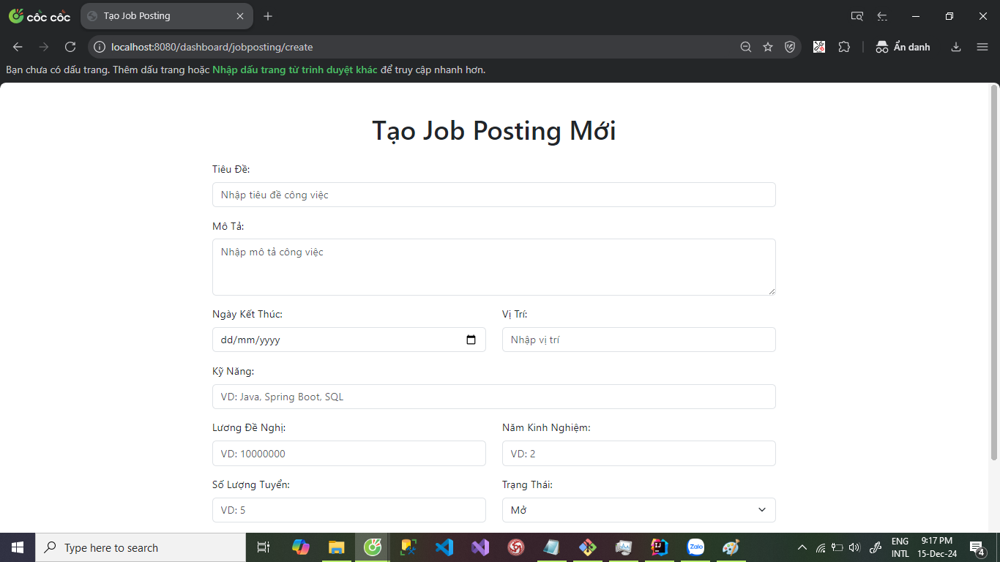 cốc cốc
Tạo Job Posting
localhost:8080/dashboard/jobposting/create
Ẩn danh
Bạn chưa có dấu trang. Thêm dấu trang hoặc Nhập dấu trang từ trình duyệt khác để truy cập nhanh hơn.
Tạo Job Posting Mới
Tiêu Đề:
Nhập tiêu đề công việc
Mô Tả:
Nhập mô tả công việc
Ngày Kết Thúc:
Vị Trí:
dd/mm/yyyy
Nhập vị trí
Kỹ Năng:
VD: Java, Spring Boot, SQL
Lương Đề Nghị:
Năm Kinh Nghiệm:
VD: 10000000
VD: 2
Số Lượng Tuyển:
Trạng Thái:
VD: 5
Mở
Type here to search
Zalo
ENG
INTL
9:17 PM
15-Dec-24
4